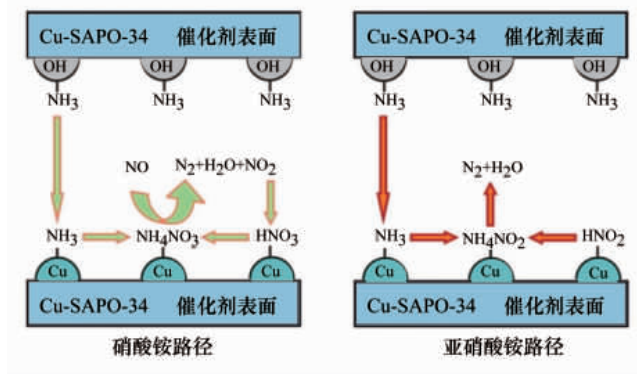 Cu-SAPO-34 催化剂表面
OH OH OH
NH3 NH3 NH3
NO N2+H2O+NO2
NH3 NH4NO3 HNO3
Cu Cu Cu
Cu-SAPO-34 催化剂表面
硝酸铵路径
Cu-SAPO-34 催化剂表面
OH OH OH
NH3 NH3 NH3
N2+H2O
NH3 NH4NO2 HNO2
Cu Cu Cu
Cu-SAPO-34 催化剂表面
亚硝酸铵路径